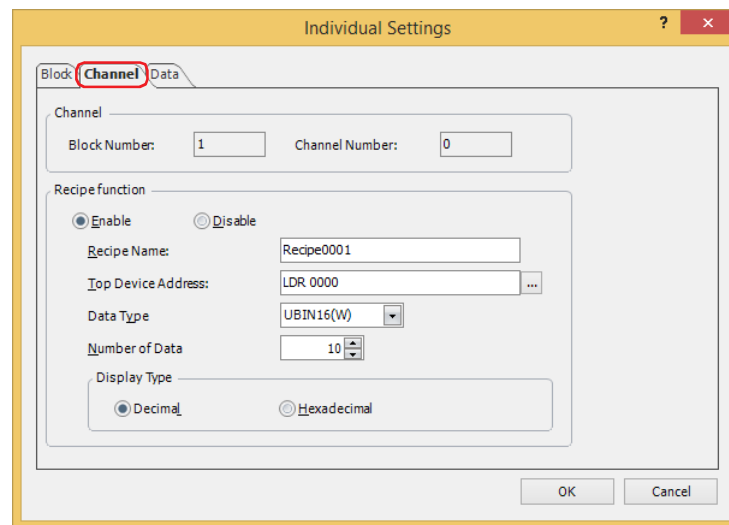 Individual Settings
? ×
Block Channel Data
Channel
Block Number: 1 Channel Number: 0
Recipe function
Enable Disable
Recipe Name: Recipe0001
Top Device Address: LDR 0000 ...
Data Type UBIN16(W)
Number of Data 10
Display Type
Decimal Hexadecimal
OK Cancel